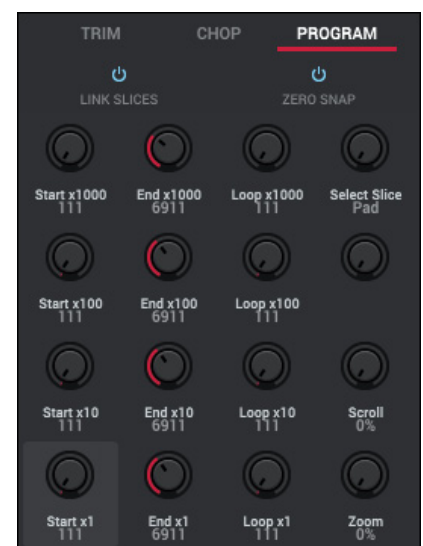 TRIM CHOP PROGRAM
LINK SLICES ZERO SNAP
Start x1000 End x1000 Loop x1000 Select Slice
111 6911 111 Pad
Start x100 End x100 Loop x100
111 6911 111
Start x10 End x10 Loop x10 Scroll
111 6911 111 0%
Start x1 End x1 Loop x1 Zoom
111 6911 111 0%